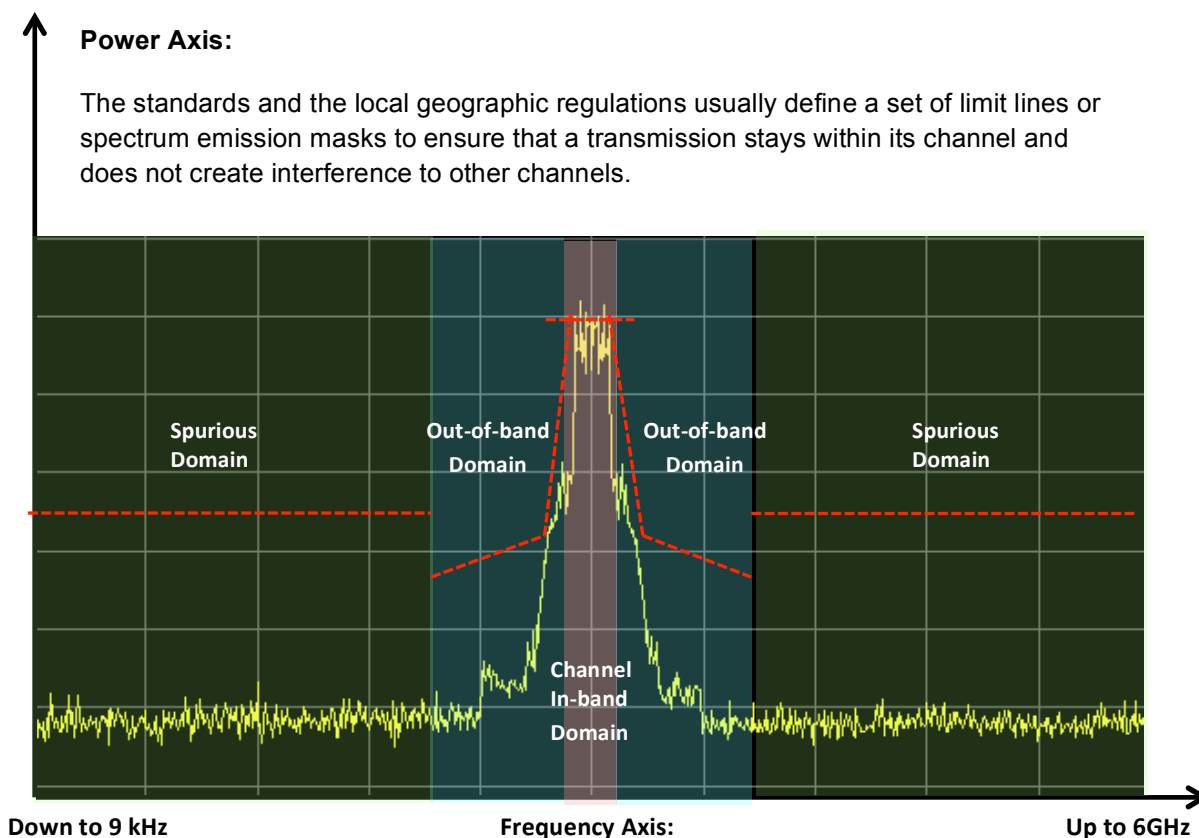 Power Axis:
The standards and the local geographic regulations usually define a set of limit lines or
spectrum emission masks to ensure that a transmission stays within its channel and
does not create interference to other channels.
Spurious
Domain
Out-of-band
Domain
Out-of-band
Domain
Spurious
Domain
Channel
In-band
Domain
Down to 9 kHz
Frequency Axis:
Up to 6GHz